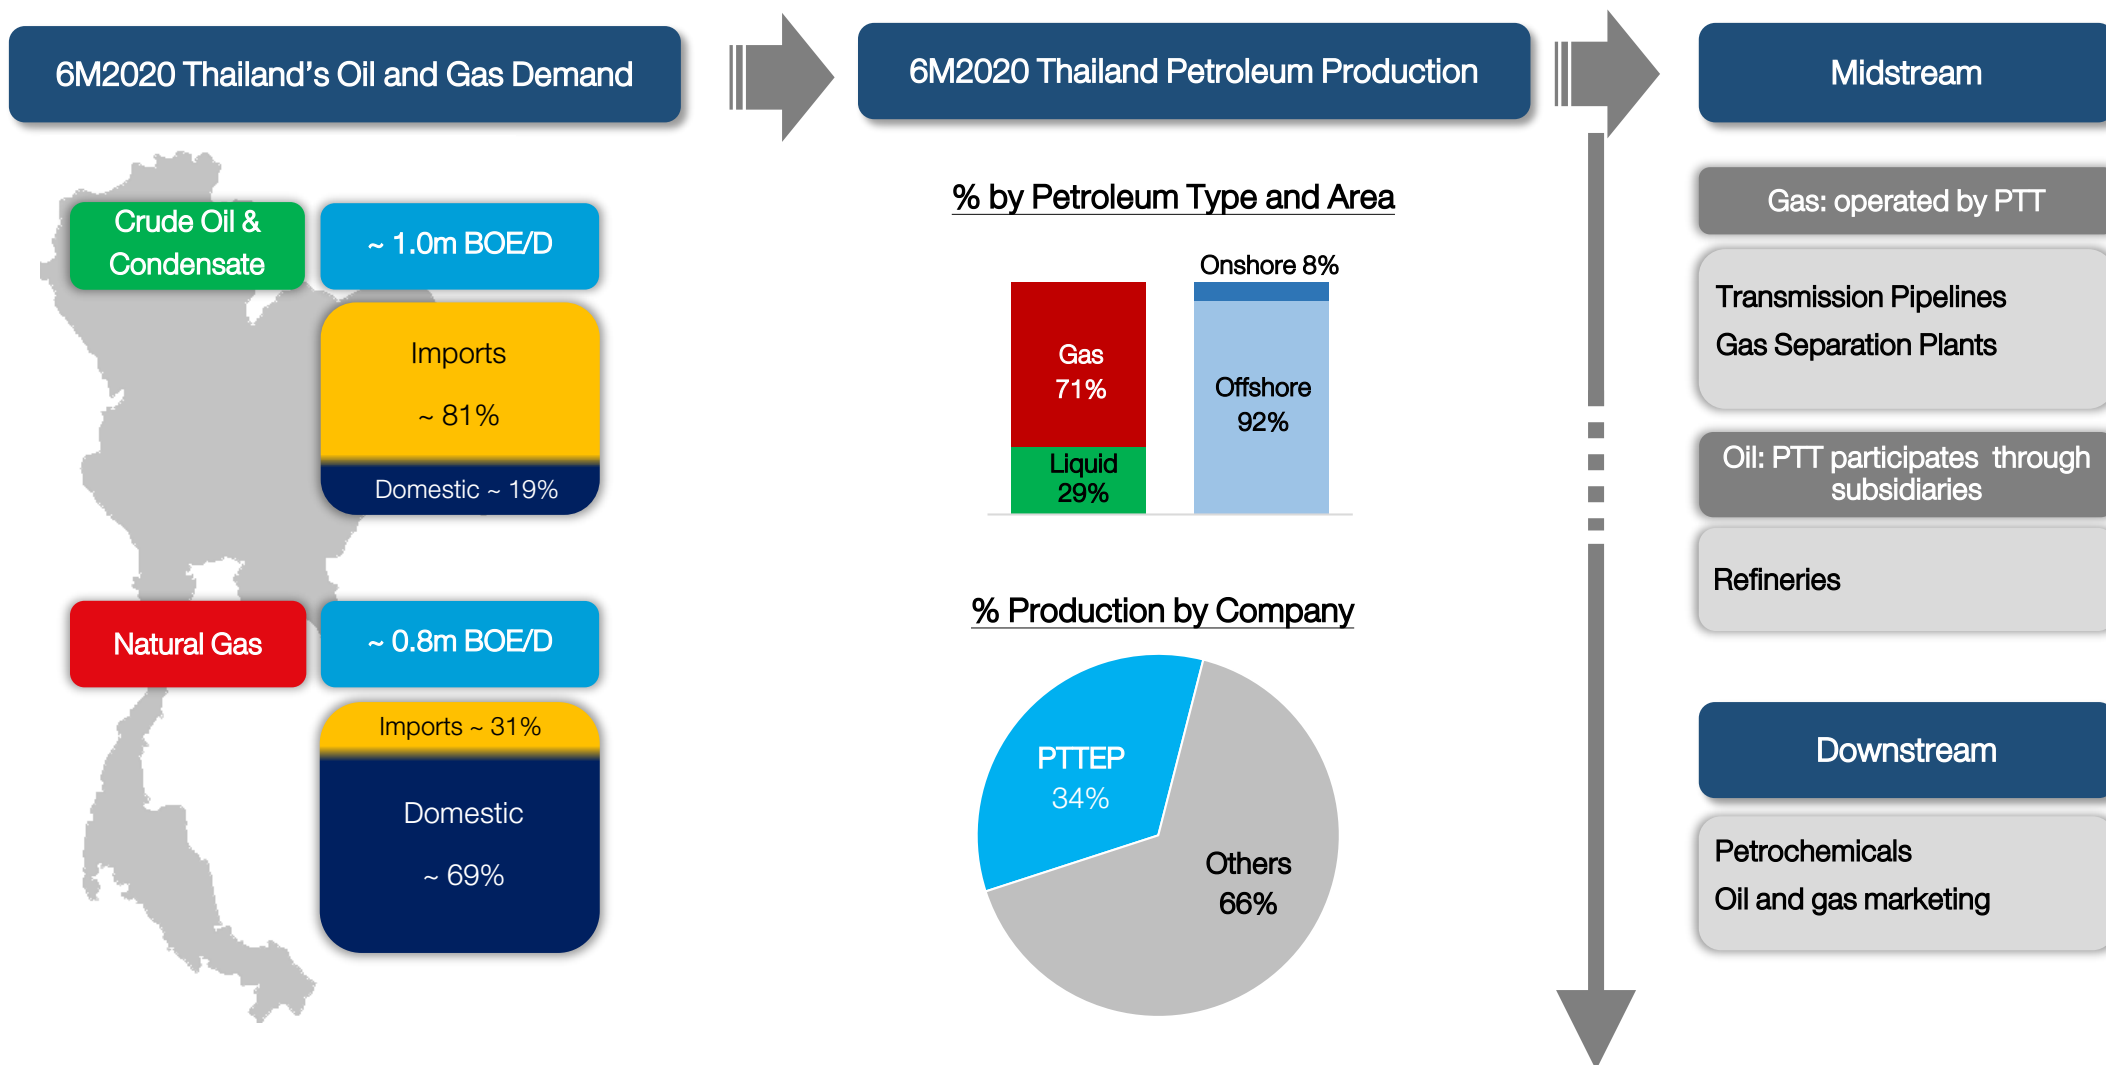 6M2020 Thailand's Oil and Gas Demand
Crude Oil &
Condensate
~ 1.0m BOE/D
Imports
~ 81%
Domestic ~ 19%
Natural Gas
~ 0.8m BOE/D
Imports ~ 31%
Domestic
~ 69%
6M2020 Thailand Petroleum Production
% by Petroleum Type and Area
Gas
71%
Liquid
29%
Onshore 8%
Offshore
92%
% Production by Company
PTTEP
34%
Others
66%
Midstream
Gas: operated by PTT
Transmission Pipelines
Gas Separation Plants
Oil: PTT participates through
subsidiaries
Refineries
Downstream
Petrochemicals
Oil and gas marketing